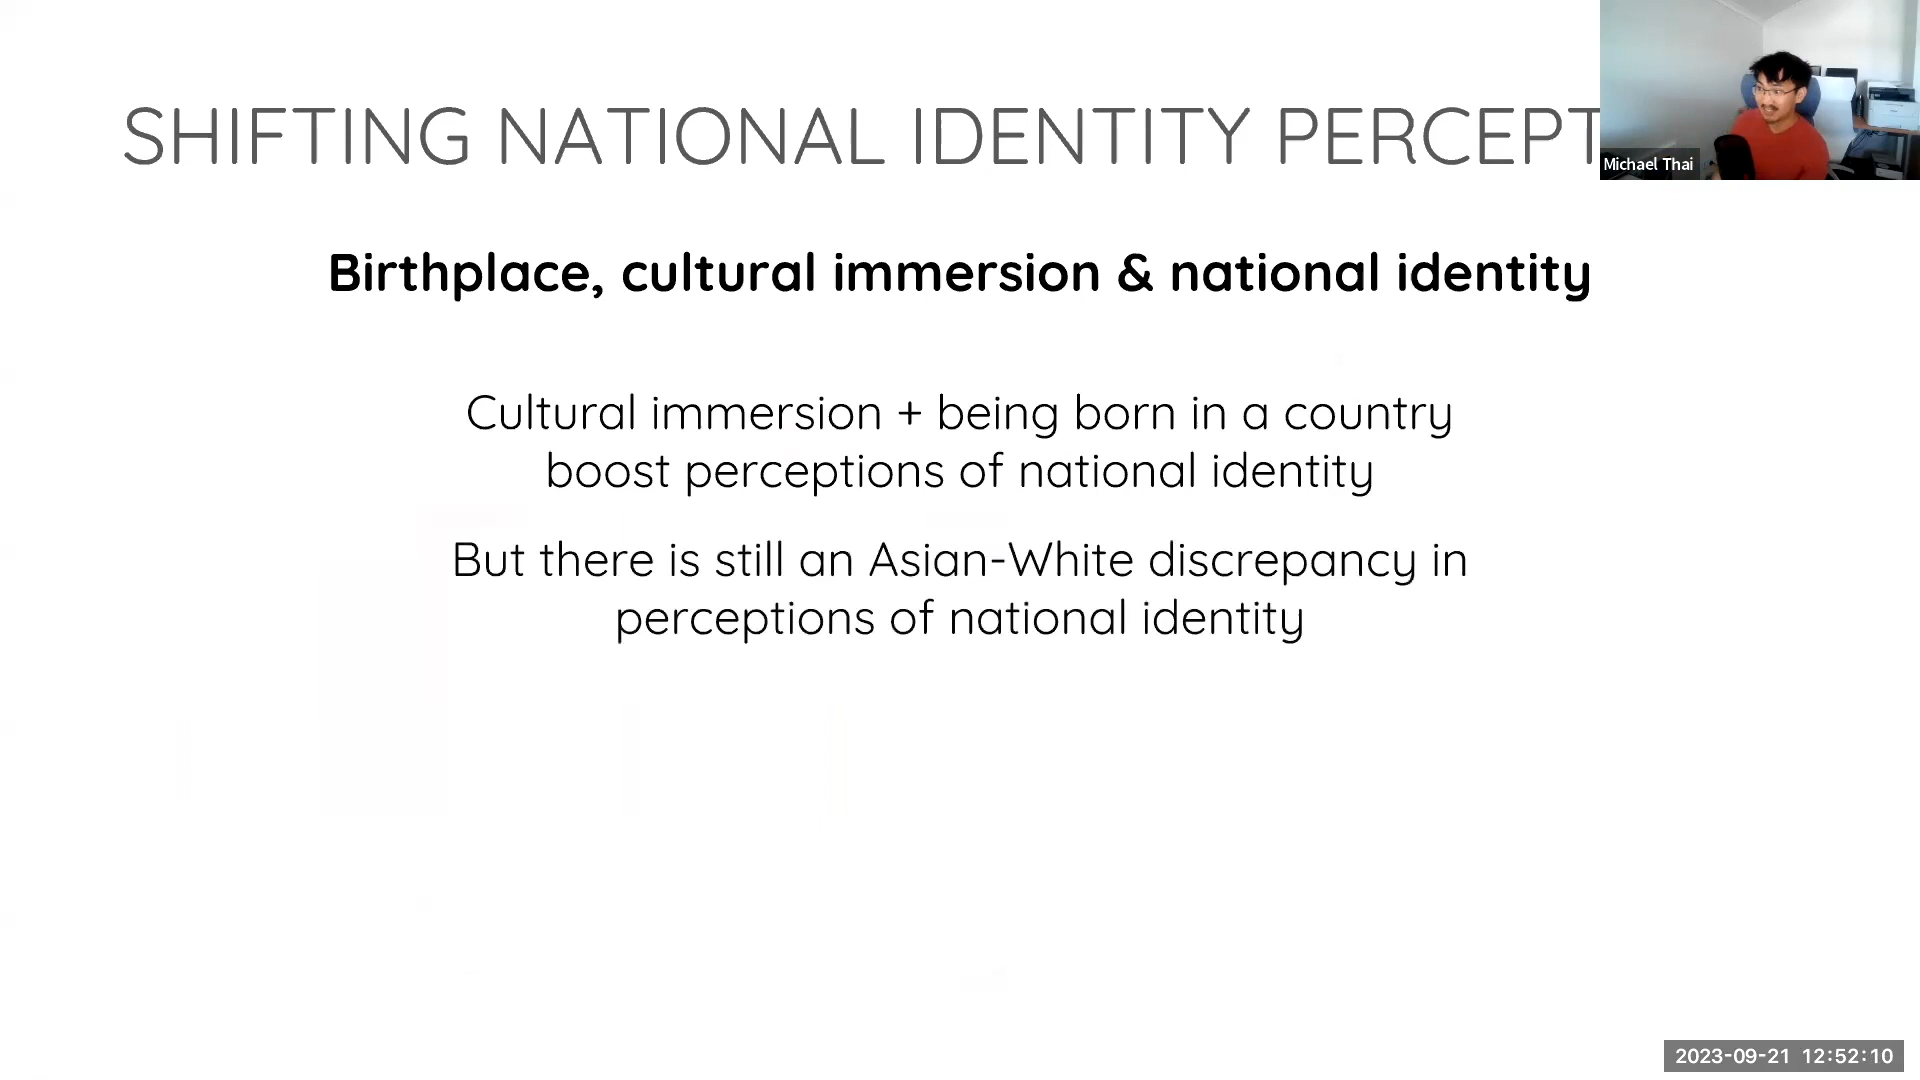 SHIFTING NATIONAL IDENTITY PERCEPT
Michael Thai
Birthplace, cultural immersion & national identity
Cultural immersion + being born in a country
boost perceptions of national identity
But there is still an Asian-White discrepancy in
perceptions of national identity
2023-09-21 12:52:10